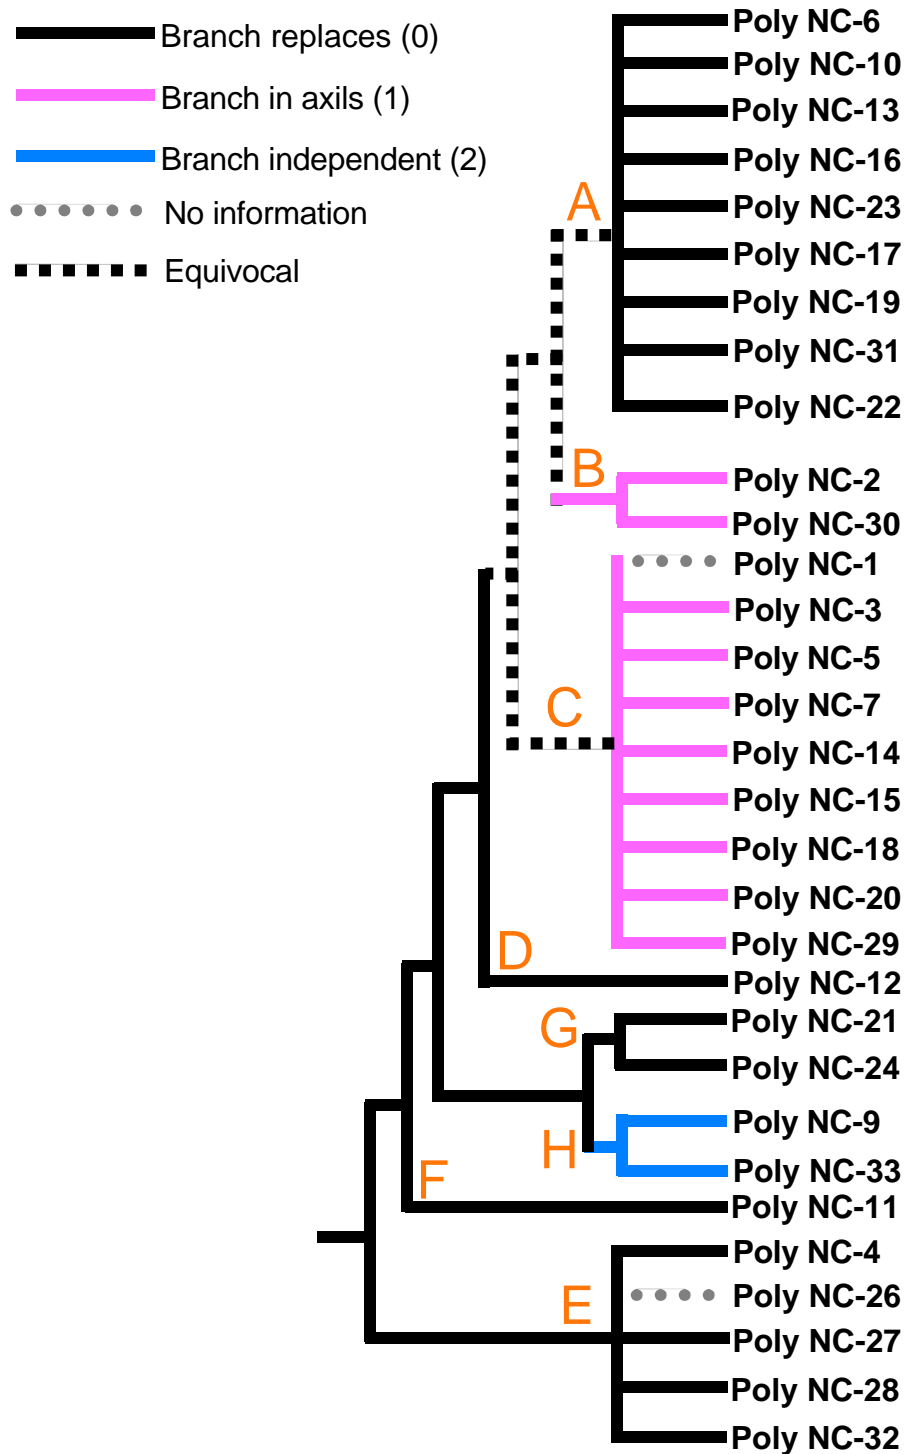 Branch replaces (0)
Branch in axils (1)
Branch independent (2)
No information
Equivocal
Poly NC-6
Poly NC-10
Poly NC-13
Poly NC-16
A
Poly NC-23
Poly NC-17
Poly NC-19
Poly NC-31
Poly NC-22
B
Poly NC-2
Poly NC-30
Poly NC-1
Poly NC-3
Poly NC-5
C
Poly NC-7
Poly NC-14
Poly NC-15
Poly NC-18
Poly NC-20
Poly NC-29
D
Poly NC-12
Poly NC-21
G
Poly NC-24
Poly NC-9
H
Poly NC-33
F
Poly NC-11
Poly NC-4
Poly NC-26
E
Poly NC-27
Poly NC-28
Poly NC-32